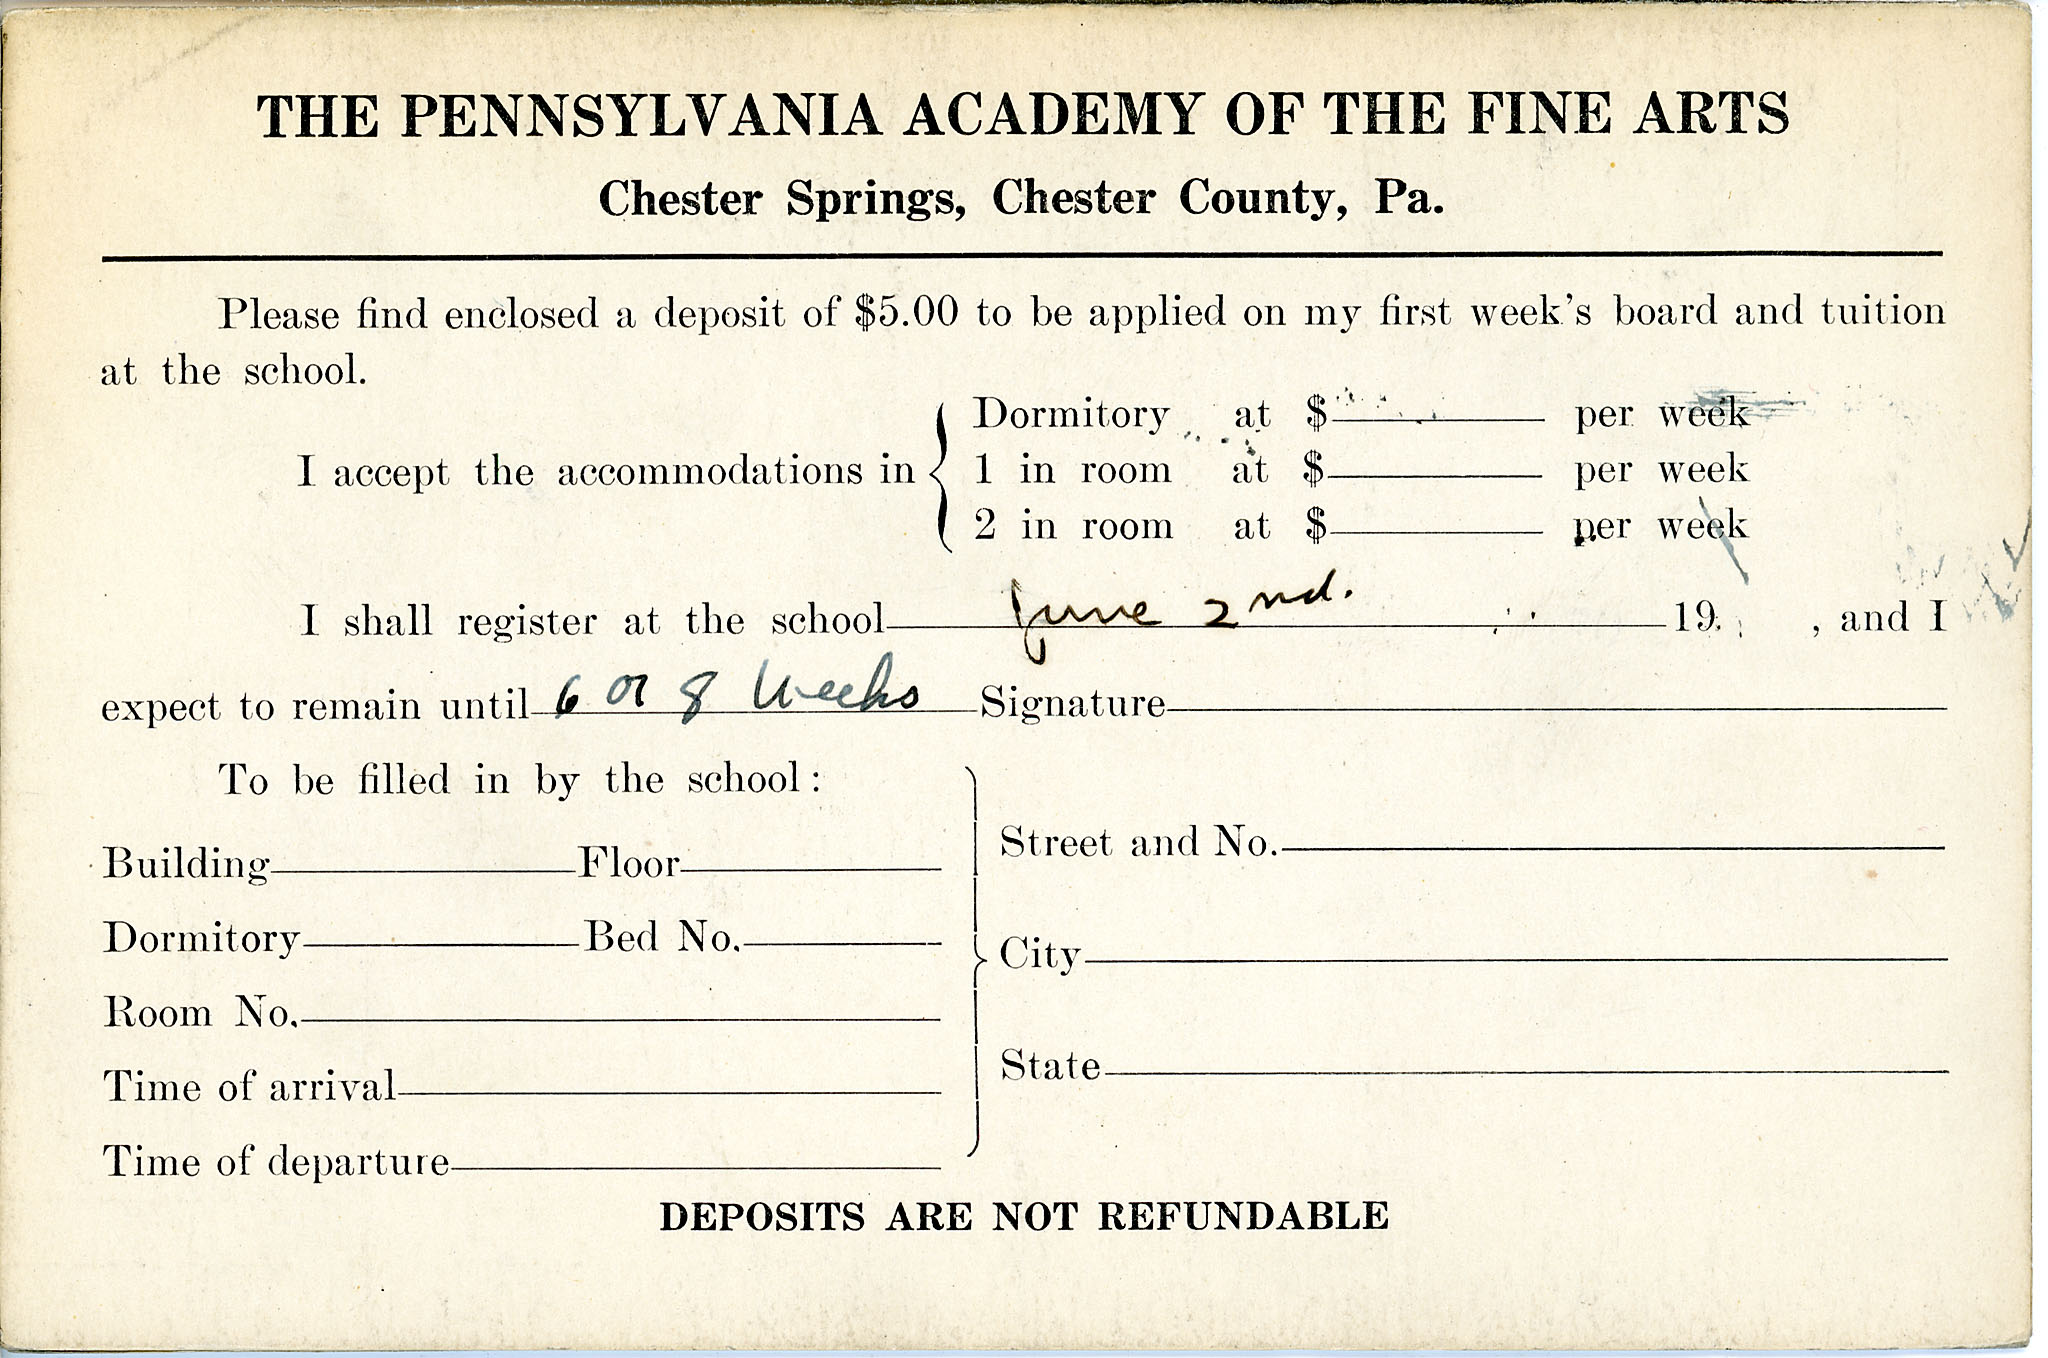 THE PENNSYLVANIA ACADEMY OF THE FINE ARTS
Chester Springs, Chester County, Pa.
Please find enclosed a deposit of $5.00 to be applied on my first week's board and tuition
at the school.
I accept the accommodations in { Dormitory at $ per week
1 in room at $ per week
2 in room at $ per week
I shall register at the school June 2nd. 19 , and I
expect to remain until 6 or 8 Weeks Signature
To be filled in by the school:
Building Floor
Dormitory Bed No.
Room No.
Time of arrival
Time of departure
Street and No.
City
State
DEPOSITS ARE NOT REFUNDABLE